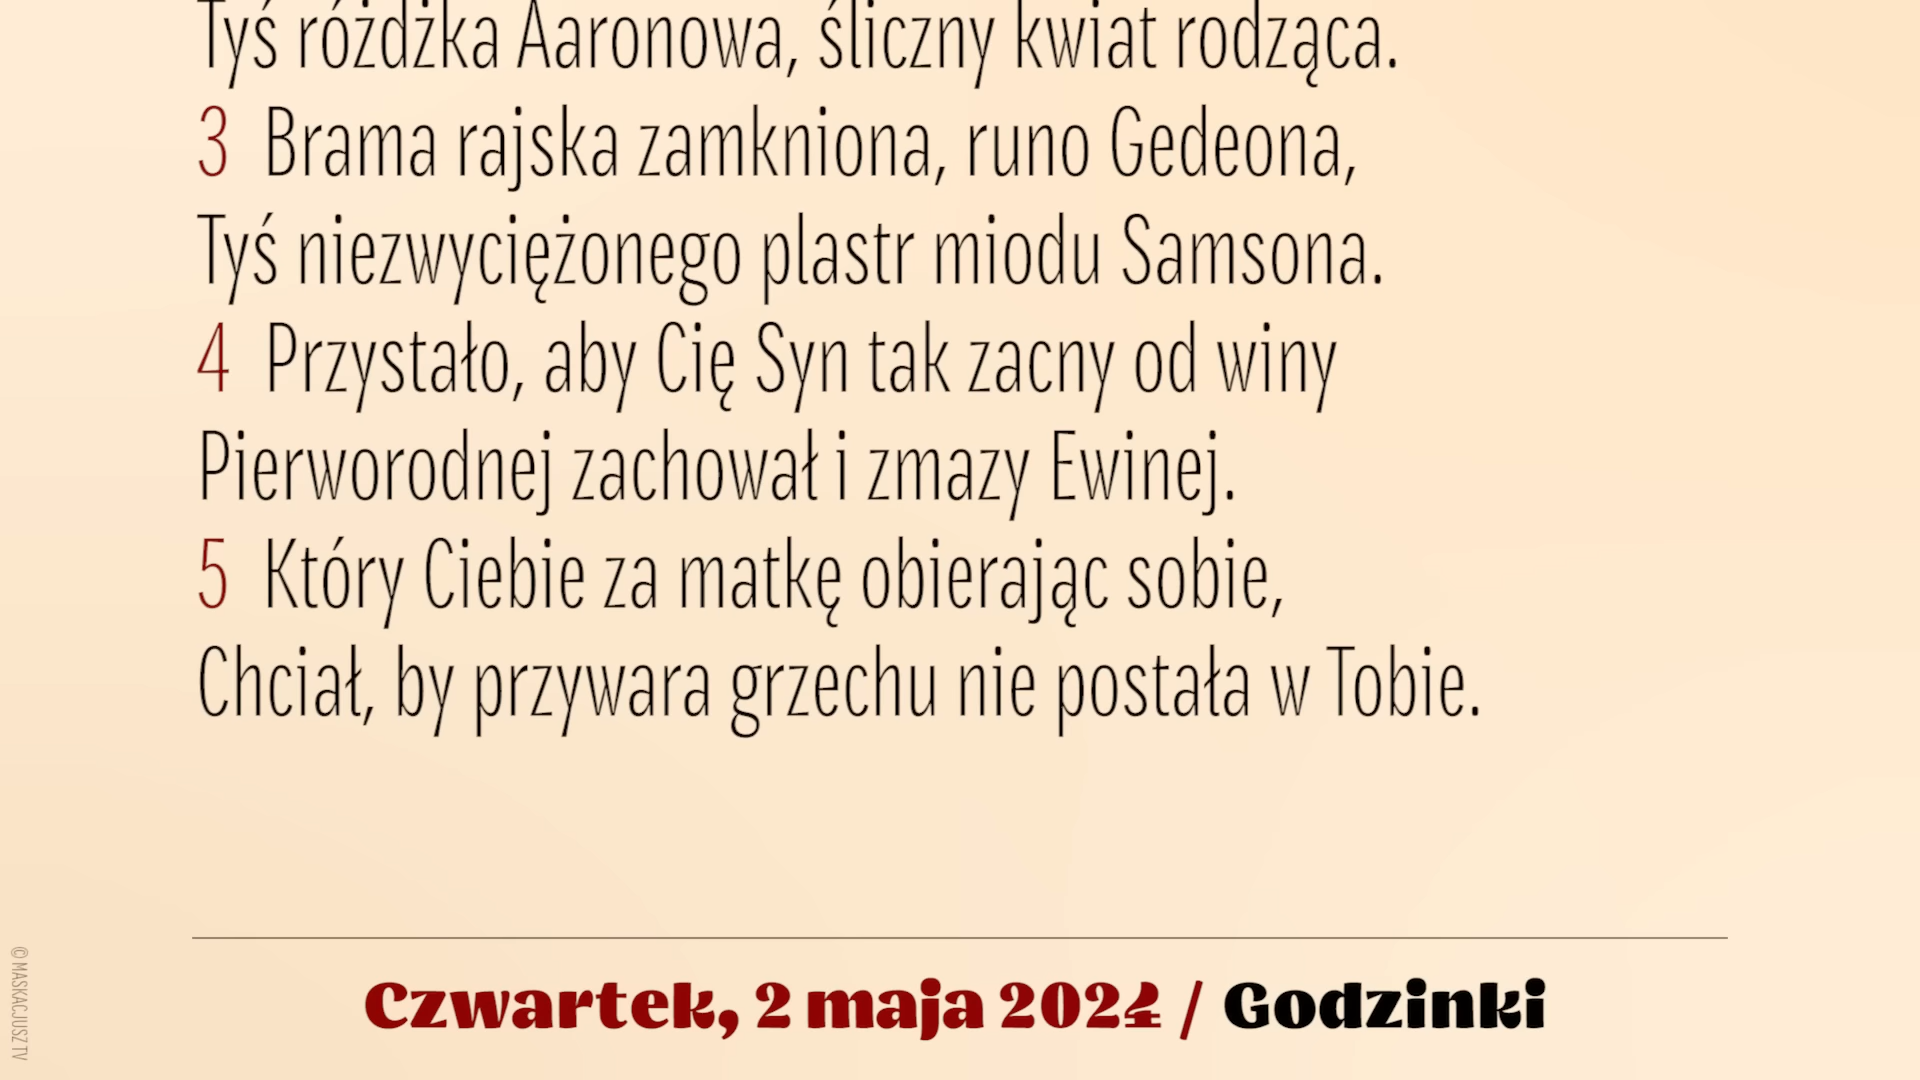 Tyś różdżka Aaronowa, śliczny kwiat rodząca.
3 Brama rajska zamkniona, runo Gedeona,
Tyś niezwyciężonego plastr miodu Samsona.
4 Przystało, aby Cię Syn tak zacny od winy
Pierworodnej zachował i zmazy Ewinej.
5 Który Ciebie za matkę obierając sobie,
Chciał, by przywara grzechu nie postała w Tobie.
Czwartek, 2 maja 2024 / Godzinki
© MASKACJUSZ TV